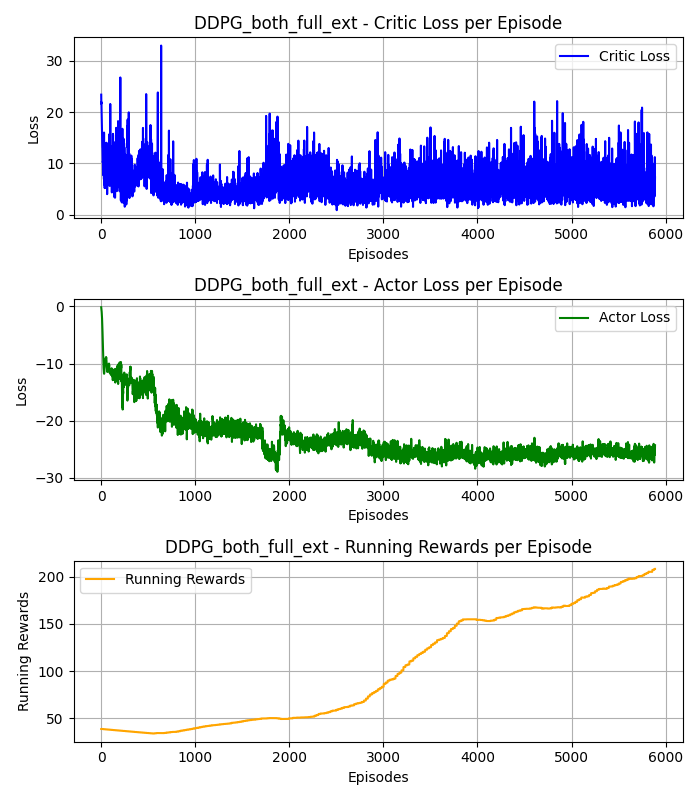 DDPG_both_full_ext - Critic Loss per Episode
Loss
30
20
10
0
Critic Loss
0 1000 2000 3000 4000 5000 6000
Episodes
DDPG_both_full_ext - Actor Loss per Episode
Loss
0
−10
−20
−30
Actor Loss
0 1000 2000 3000 4000 5000 6000
Episodes
DDPG_both_full_ext - Running Rewards per Episode
Running Rewards
200
150
100
50
Running Rewards
0 1000 2000 3000 4000 5000 6000
Episodes